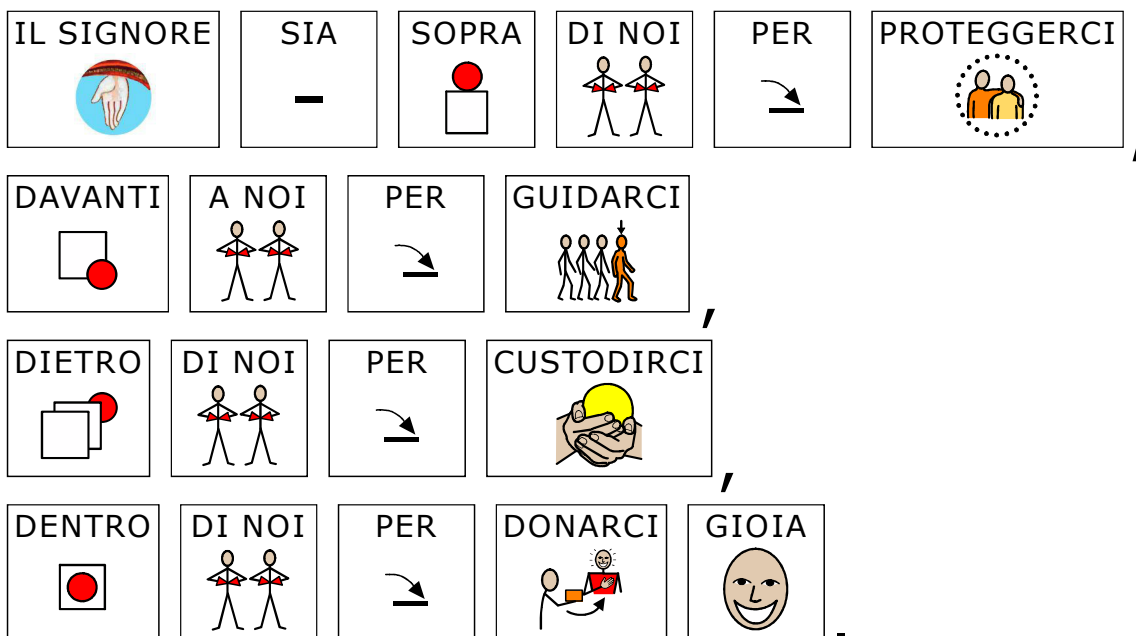 IL SIGNORE SIA SOPRA DI NOI PER PROTEGGERCI,
DAVANTI A NOI PER GUIDARCI,
DIETRO DI NOI PER CUSTODIRCI,
DENTRO DI NOI PER DONARCI GIOIA